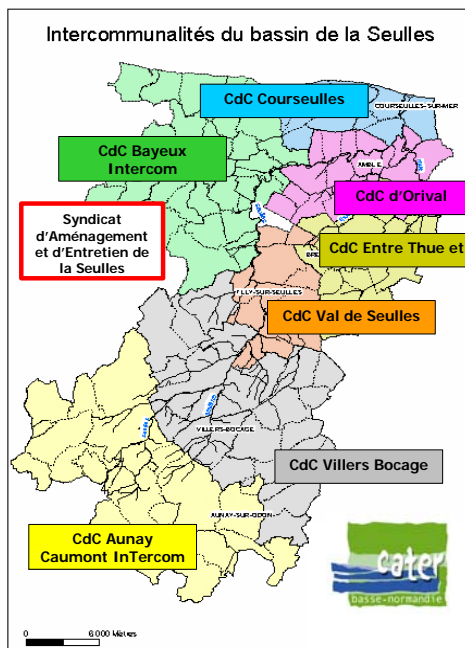 Intercommunalités du bassin de la Seulles
CdC Courseulles
COURSEULLES-SUR-MER
CdC Bayeux
Intercom
AMBLIE
CdC d'Orival
Syndicat
d'Aménagement
et d'Entretien de
la Seulles
CdC Entre Thue et
BRE
LLY-SUR-SEULLES
CdC Val de Seulles
VILLERS-BOCAGE
CdC Villers Bocage
AUNAY-SUR-ODON
CdC Aunay
Caumont InTercom
cater
basse-normandie
0 6 000 Mètres